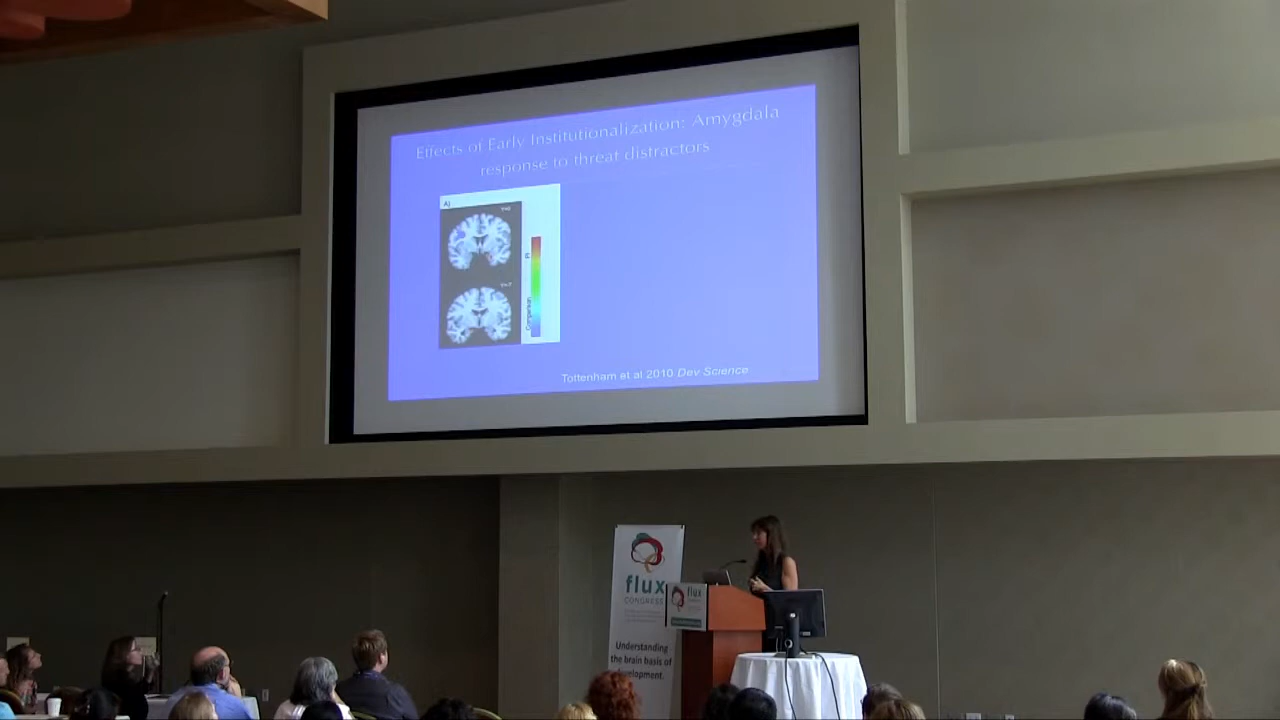 Effects of Early Institutionalization: Amygdala
response to threat distractors
A)
Comparison
Tottenham et al 2010 Dev Science
flux
CONGRESS
Understanding
the brain basis of
development.
flux